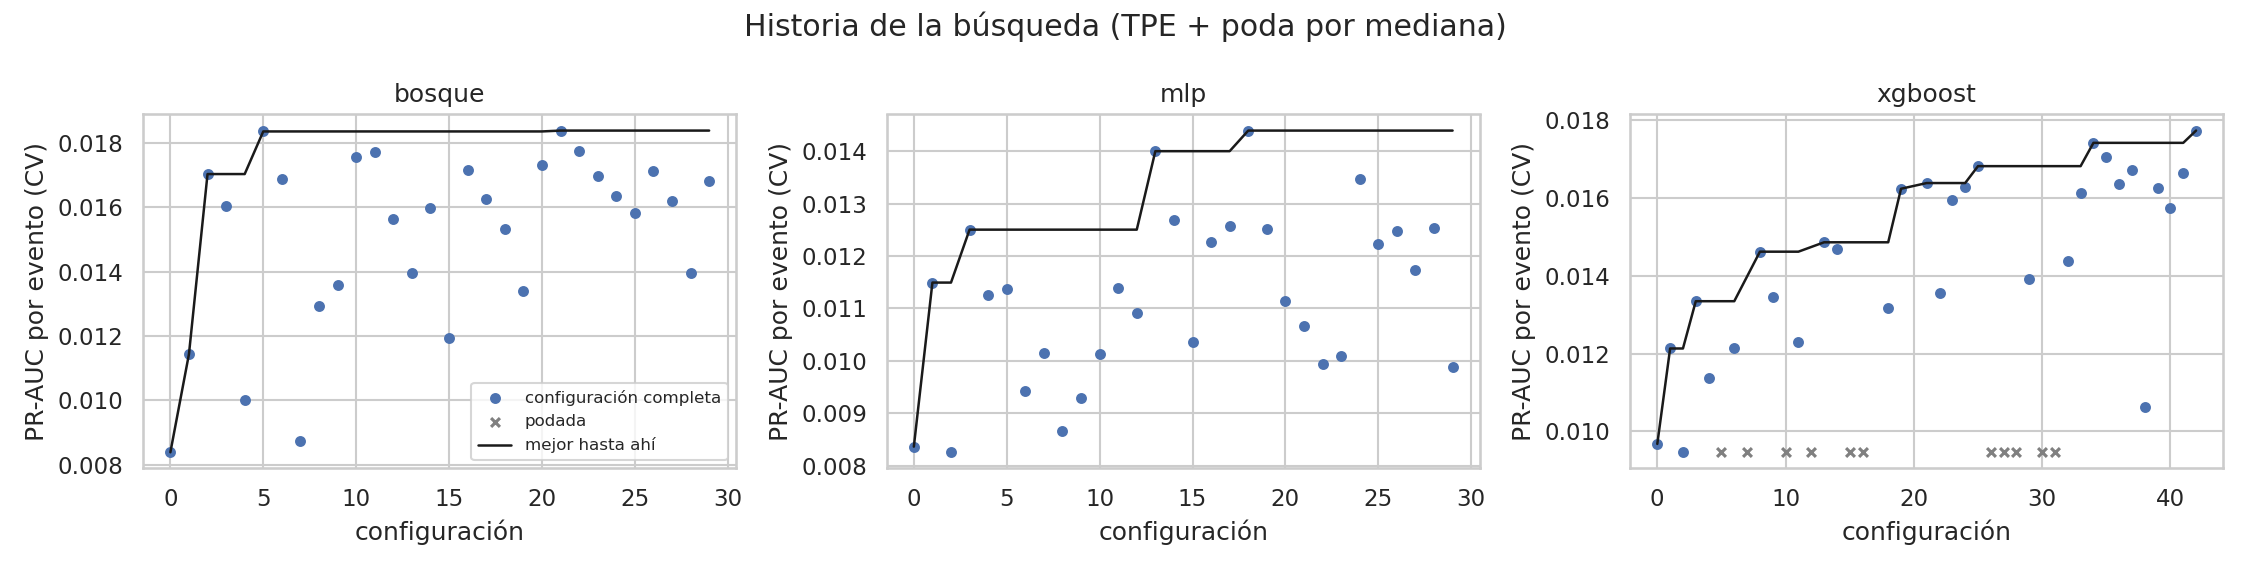 Historia de la búsqueda (TPE + poda por mediana)
bosque
PR-AUC por evento (CV)
0.018
0.016
0.014
0.012
0.010
0.008
0 5 10 15 20 25 30
configuración
configuración completa
podada
mejor hasta ahí
mlp
PR-AUC por evento (CV)
0.014
0.013
0.012
0.011
0.010
0.009
0.008
0 5 10 15 20 25 30
configuración
xgboost
PR-AUC por evento (CV)
0.018
0.016
0.014
0.012
0.010
0 10 20 30 40
configuración